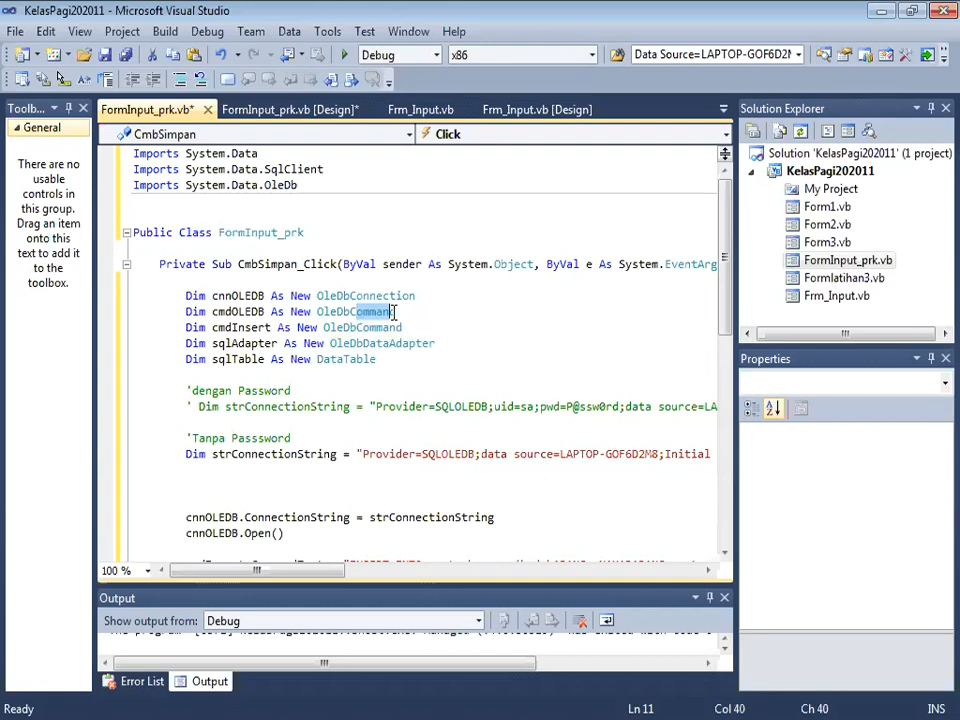 KelasPagi202011 - Microsoft Visual Studio
File Edit View Project Build Debug Team Data Tools Test Window Help
Debug x86 Data Source=LAPTOP-GOF6D2M
Toolb... FormInput_prk.vb* FormInput_prk.vb [Design]* Frm_Input.vb Frm_Input.vb [Design] Solution Explorer
General
There are no usable controls in this group. Drag an item onto this text to add it to the toolbox.
CmbSimpan Click
Imports System.Data
Imports System.Data.SqlClient
Imports System.Data.OleDb
Public Class FormInput_prk
Private Sub CmbSimpan_Click(ByVal sender As System.Object, ByVal e As System.EventArg
Dim cnnOLEDB As New OleDbConnection
Dim cmdOLEDB As New OleDbCommand
Dim cmdInsert As New OleDbCommand
Dim sqlAdapter As New OleDbDataAdapter
Dim sqlTable As New DataTable
'dengan Password
' Dim strConnectionString = "Provider=SQLOLEDB;uid=sa;pwd=P@ssw0rd;data source=LA
'Tanpa Passsword
Dim strConnectionString = "Provider=SQLOLEDB;data source=LAPTOP-GOF6D2M8;Initial
cnnOLEDB.ConnectionString = strConnectionString
cnnOLEDB.Open()
100 %
Solution 'KelasPagi202011' (1 project)
KelasPagi202011
My Project
Form1.vb
Form2.vb
Form3.vb
FormInput_prk.vb
Formlatihan3.vb
Frm_Input.vb
Properties
Output
Show output from: Debug
Error List Output
Ready Ln 11 Col 40 Ch 40 INS